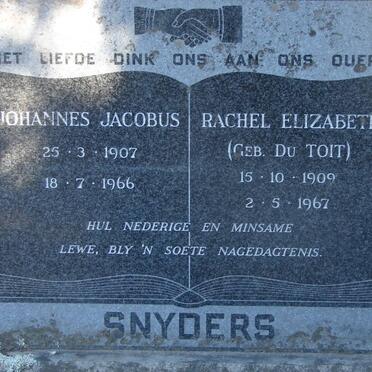 MET LIEFDE DINK ONS AAN ONS OUER
JOHANNES JACOBUS
25 · 3 · 1907
18 · 7 · 1966
RACHEL ELIZABETH
(GEB. DU TOIT)
15 · 10 · 1909
2 · 5 · 1967
HUL NEDERIGE EN MINSAME
LEWE, BLY 'N SOETE NAGEDAGTENIS.
SNYDERS